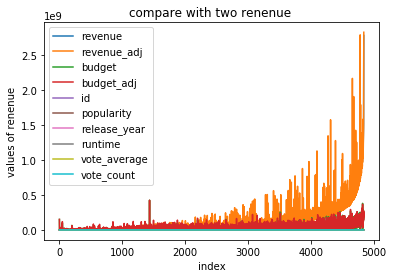 compare with two renenue
1e9
revenue
revenue_adj
budget
budget_adj
id
popularity
release_year
runtime
vote_average
vote_count
2.5
2.0
1.5
1.0
0.5
0.0
values of renenue
0
1000
2000
3000
4000
5000
index